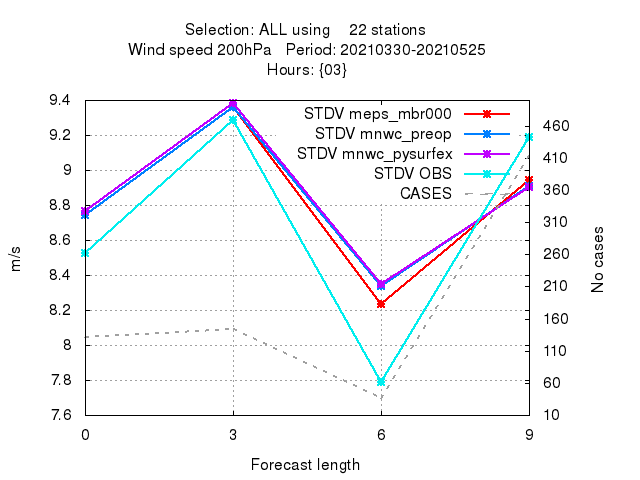 Selection: ALL using 22 stations
Wind speed 200hPa Period: 20210330-20210525
Hours: {03}
STDV meps_mbr000
STDV mnwc_preop
STDV mnwc_pysurfex
STDV OBS
CASES
9.4
9.2
9
8.8
8.6
8.4
8.2
8
7.8
7.6
m/s
460
410
360
310
260
210
160
110
60
10
No cases
0 3 6 9
Forecast length